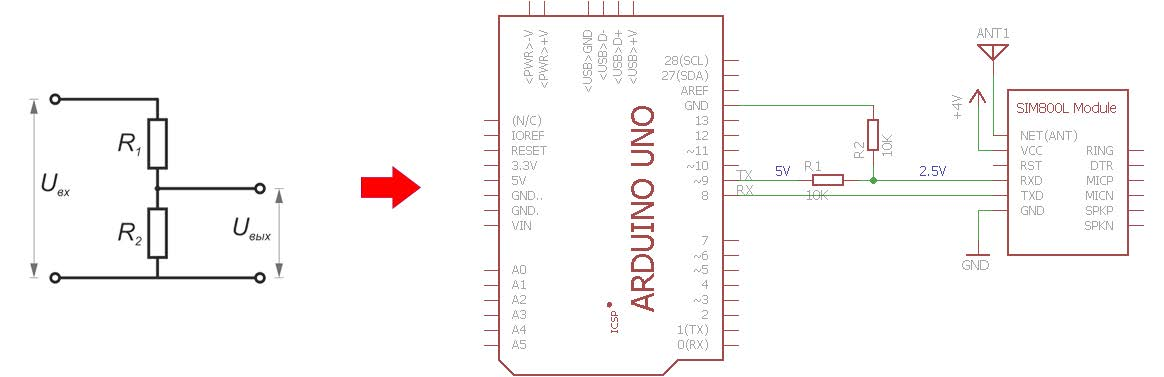 R1
R2
Uвх
Uвых
<PWR>-V
<PWR>+V
<USB>GND
<USB>D-
<USB>D+
<USB>+V
(N/C)
IOREF
RESET
3.3V
5V
GND..
GND.
VIN
A0
A1
A2
A3
A4
A5
ARDUINO UNO
ICSP
28(SCL)
27(SDA)
AREF
GND
13
12
~11
~10
~9
8
7
~6
~5
4
~3
2
1(TX)
0(RX)
TX
RX
5V
R1
10K
R2
10K
2.5V
ANT1
+4V
GND
SIM800L Module
NET(ANT)
VCC
RST
RXD
TXD
GND
RING
DTR
MICP
MICN
SPKP
SPKN